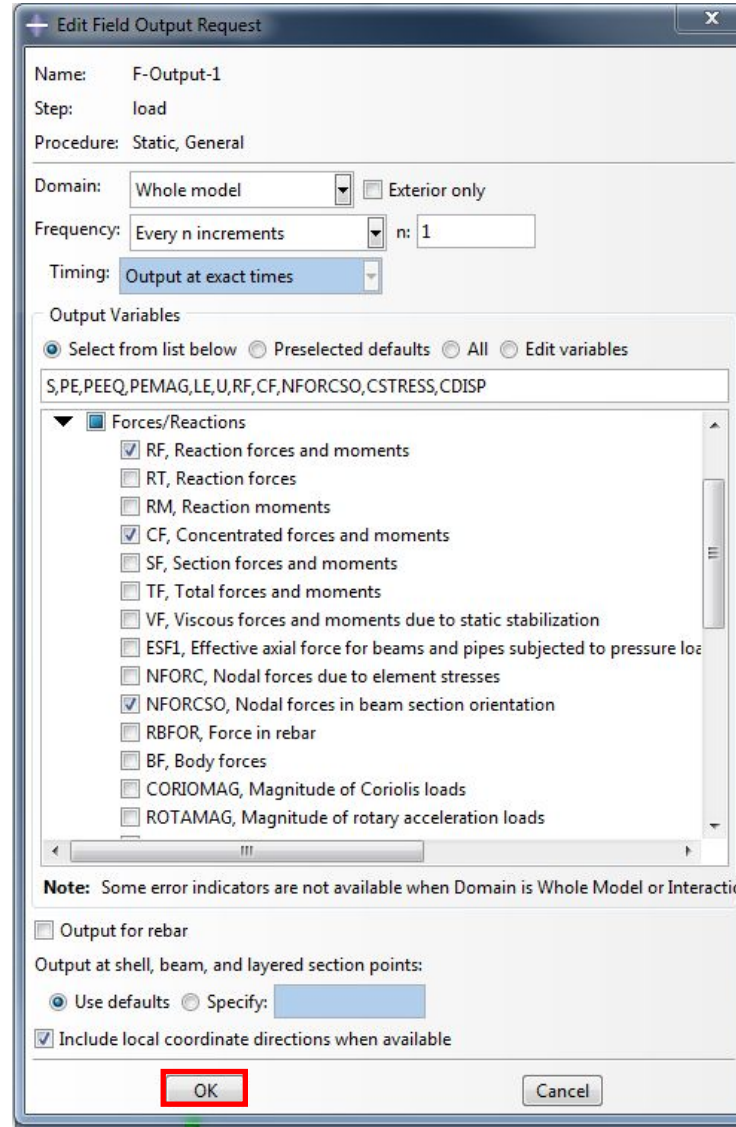 Edit Field Output Request
X
Name: F-Output-1
Step: load
Procedure: Static, General
Domain: Whole model Exterior only
Frequency: Every n increments n: 1
Timing: Output at exact times
Output Variables
Select from list below Preselected defaults All Edit variables
S,PE,PEEQ,PEMAG,LE,U,RF,CF,NFORCSO,CSTRESS,CDISP
Forces/Reactions
RF, Reaction forces and moments
RT, Reaction forces
RM, Reaction moments
CF, Concentrated forces and moments
SF, Section forces and moments
TF, Total forces and moments
VF, Viscous forces and moments due to static stabilization
ESF1, Effective axial force for beams and pipes subjected to pressure loa
NFORC, Nodal forces due to element stresses
NFORCSO, Nodal forces in beam section orientation
RBFOR, Force in rebar
BF, Body forces
CORIOMAG, Magnitude of Coriolis loads
ROTAMAG, Magnitude of rotary acceleration loads
Note: Some error indicators are not available when Domain is Whole Model or Interactio
Output for rebar
Output at shell, beam, and layered section points:
Use defaults Specify:
Include local coordinate directions when available
OK Cancel